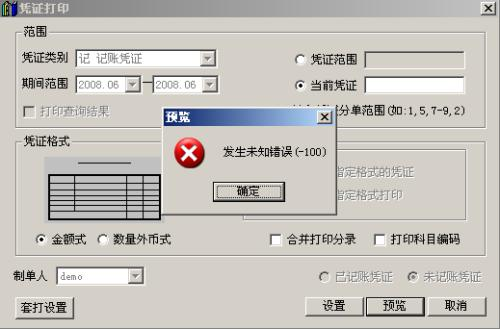 凭证打印
范围
凭证类别 记 记账凭证 凭证范围
期间范围 2008.06 — 2008.06 当前凭证
打印查询结果 分单范围(如:1,5,7-9,2)
预览
发生未知错误(-100)
确定
凭证格式
指定格式的凭证
指定格式打印
金额式 数量外币式 合并打印分录 打印科目编码
制单人 demo 已记账凭证 未记账凭证
套打设置 设置 预览 取消